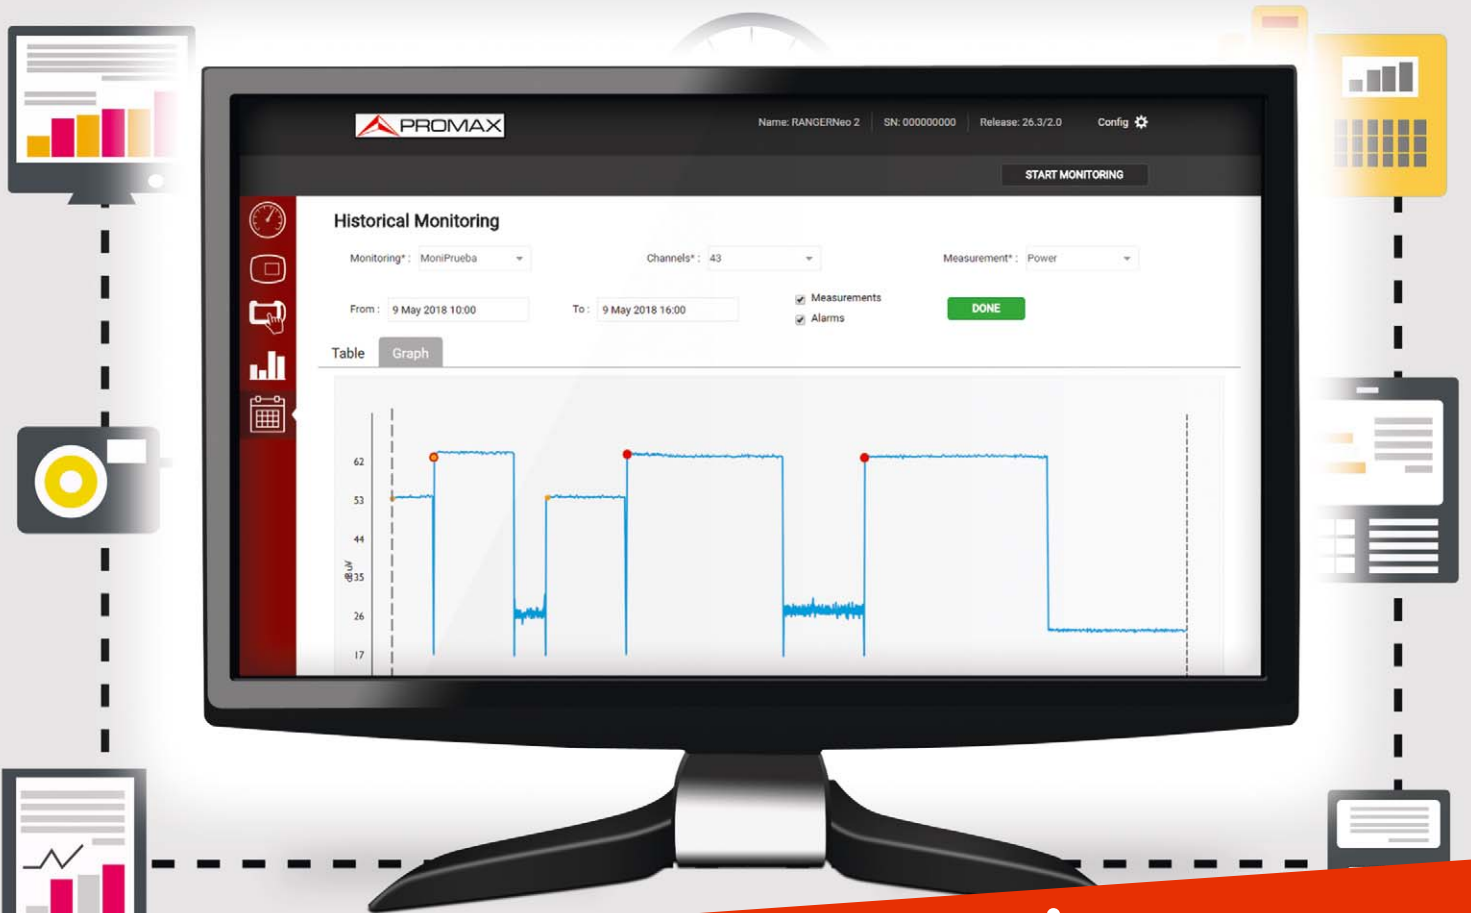 PROMAX
Name: RANGERNeo 2
SN: 000000000
Release: 26.3/2.0
Config
START MONITORING
Historical Monitoring
Monitoring* : MoniPrueba
Channels* : 43
Measurement* : Power
From : 9 May 2018 10:00
To : 9 May 2018 16:00
Measurements
Alarms
DONE
Table
Graph
62
53
44
dBuV
35
26
17